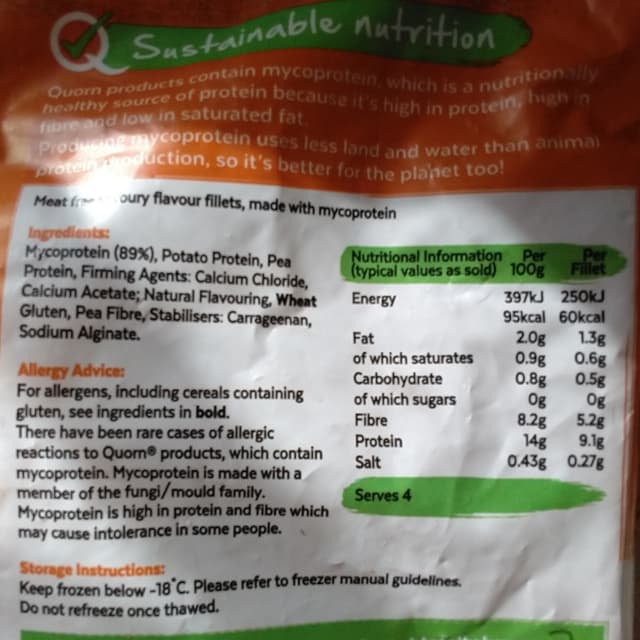 Q Sustainable nutrition
Quorn products contain mycoprotein, which is a nutritionally
healthy source of protein because it's high in protein, high in
fibre and low in saturated fat.
Producing mycoprotein uses less land and water than animal
protein production, so it's better for the planet too!
Meat flavour fillets, made with mycoprotein
Ingredients:
Mycoprotein (89%), Potato Protein, Pea
Protein, Firming Agents: Calcium Chloride,
Calcium Acetate; Natural Flavouring, Wheat
Gluten, Pea Fibre, Stabilisers: Carrageenan,
Sodium Alginate.
Allergy Advice:
For allergens, including cereals containing
gluten, see ingredients in bold.
There have been rare cases of allergic
reactions to Quorn® products, which contain
mycoprotein. Mycoprotein is made with a
member of the fungi/mould family.
Mycoprotein is high in protein and fibre which
may cause intolerance in some people.
Nutritional Information Per Per
(typical values as sold) 100g Fillet
Energy 397kJ 250kJ
95kcal 60kcal
Fat 2.0g 1.3g
of which saturates 0.9g 0.6g
Carbohydrate 0.8g 0.5g
of which sugars 0g 0g
Fibre 8.2g 5.2g
Protein 14g 9.1g
Salt 0.43g 0.27g
Serves 4
Storage Instructions:
Keep frozen below -18°C. Please refer to freezer manual guidelines.
Do not refreeze once thawed.